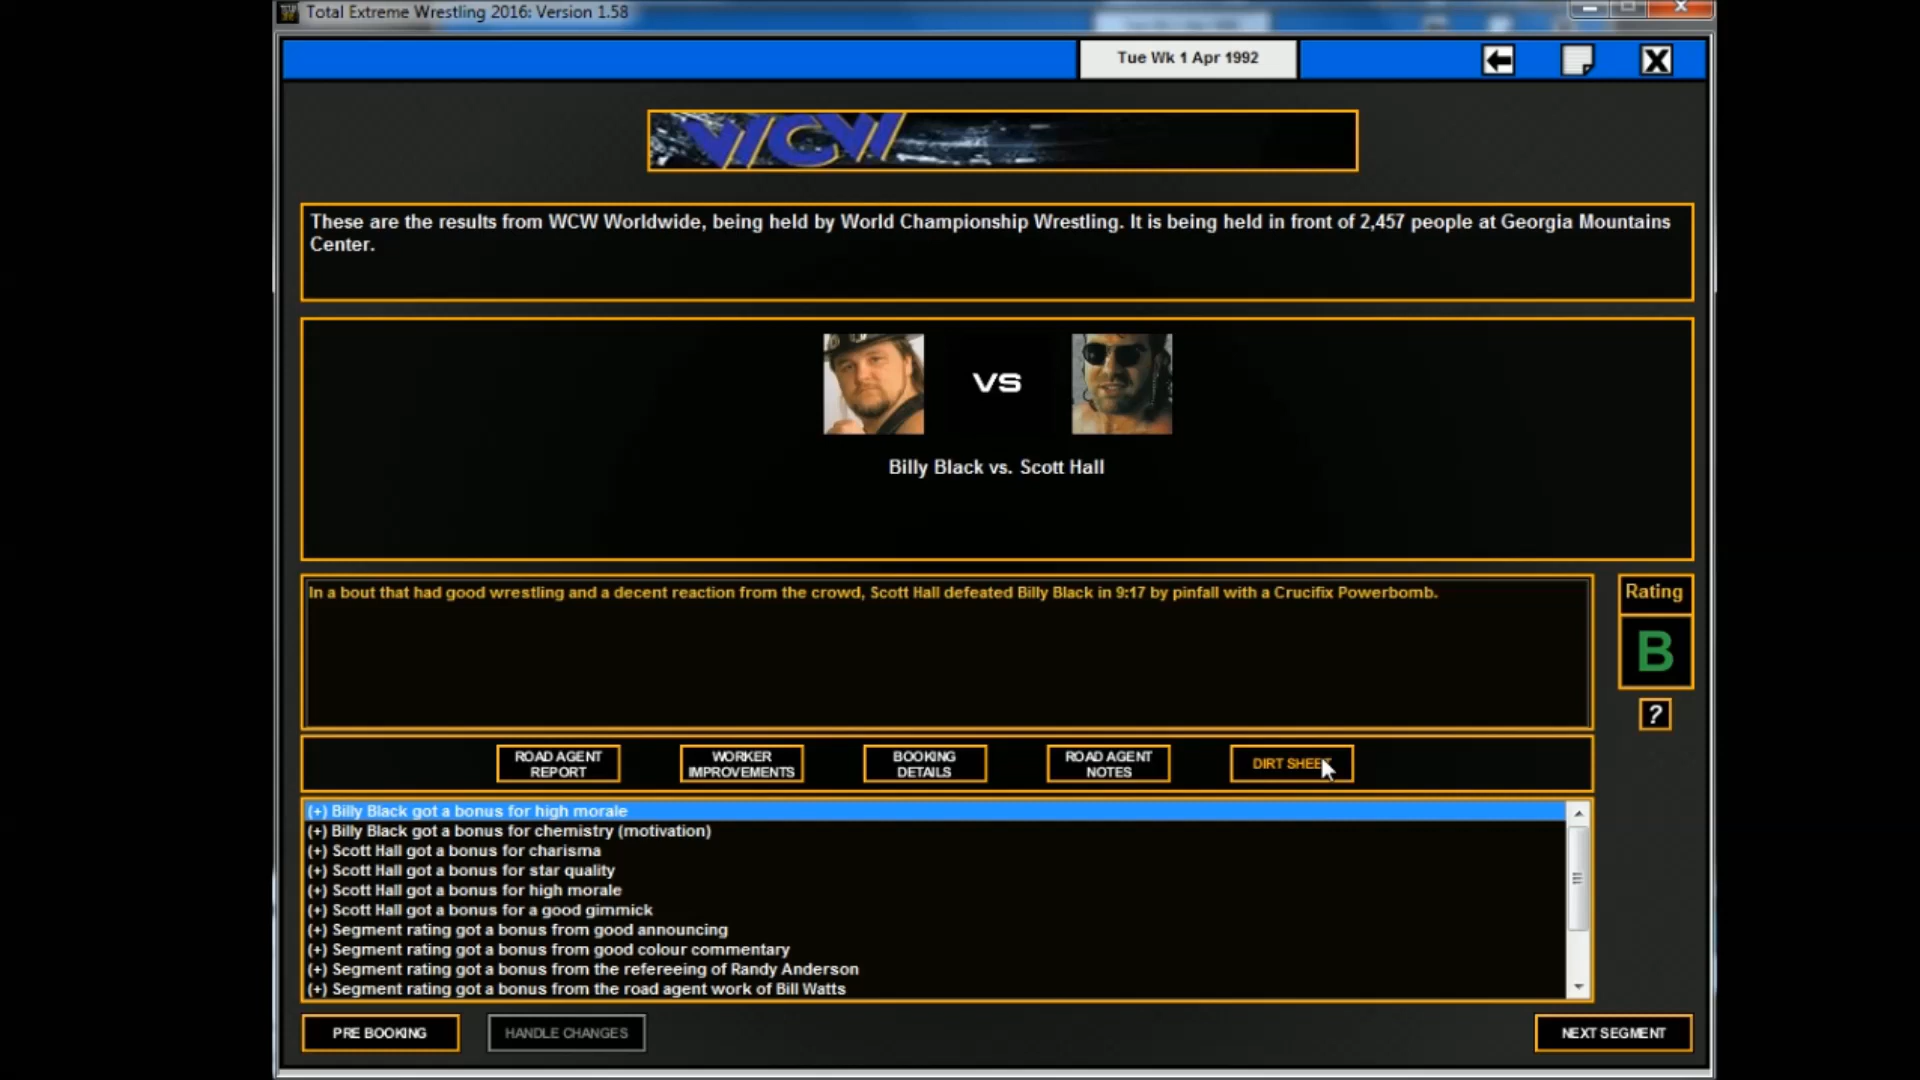 Total Extreme Wrestling 2016: Version 1.58
Tue Wk 1 Apr 1992
WCW
These are the results from WCW Worldwide, being held by World Championship Wrestling. It is being held in front of 2,457 people at Georgia Mountains
Center.
VS
Billy Black vs. Scott Hall
In a bout that had good wrestling and a decent reaction from the crowd, Scott Hall defeated Billy Black in 9:17 by pinfall with a Crucifix Powerbomb.
Rating
B
?
ROAD AGENT
REPORT
WORKER
IMPROVEMENTS
BOOKING
DETAILS
ROAD AGENT
NOTES
DIRT SHEET
(+) Billy Black got a bonus for high morale
(+) Billy Black got a bonus for chemistry (motivation)
(+) Scott Hall got a bonus for charisma
(+) Scott Hall got a bonus for star quality
(+) Scott Hall got a bonus for high morale
(+) Scott Hall got a bonus for a good gimmick
(+) Segment rating got a bonus from good announcing
(+) Segment rating got a bonus from good colour commentary
(+) Segment rating got a bonus from the refereeing of Randy Anderson
(+) Segment rating got a bonus from the road agent work of Bill Watts
PRE BOOKING
HANDLE CHANGES
NEXT SEGMENT